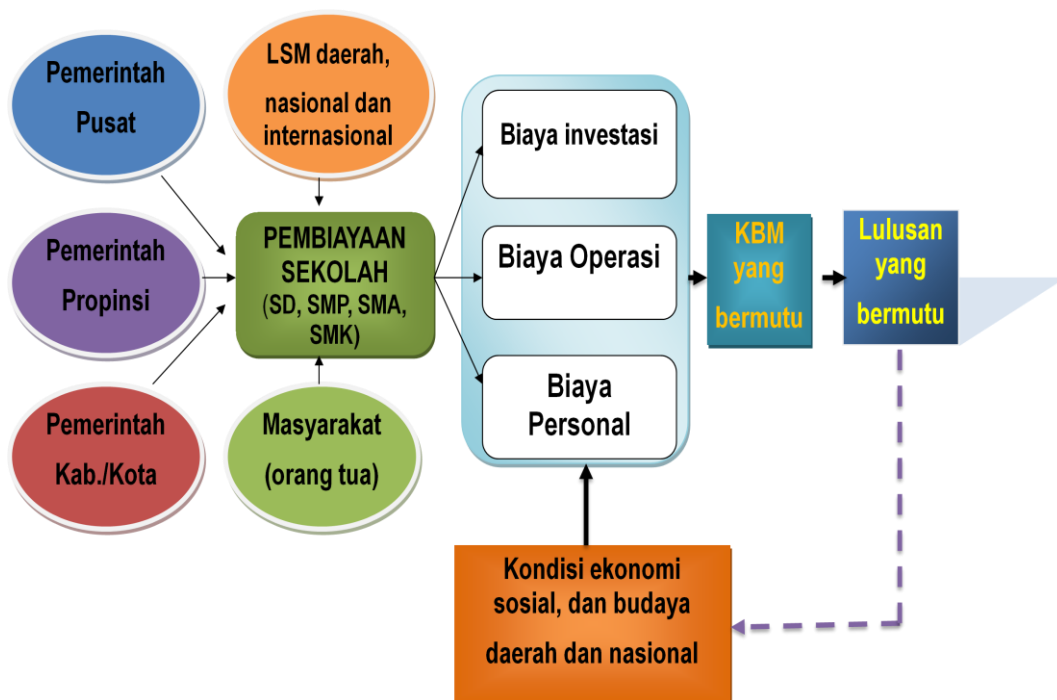 Pemerintah
Pusat
LSM daerah,
nasional dan
internasional
Pemerintah
Propinsi
PEMBIAYAAN
SEKOLAH
(SD, SMP, SMA,
SMK)
Pemerintah
Kab./Kota
Masyarakat
(orang tua)
Biaya investasi
Biaya Operasi
Biaya
Personal
KBM
yang
bermutu
Lulusan
yang
bermutu
Kondisi ekonomi
sosial, dan budaya
daerah dan nasional